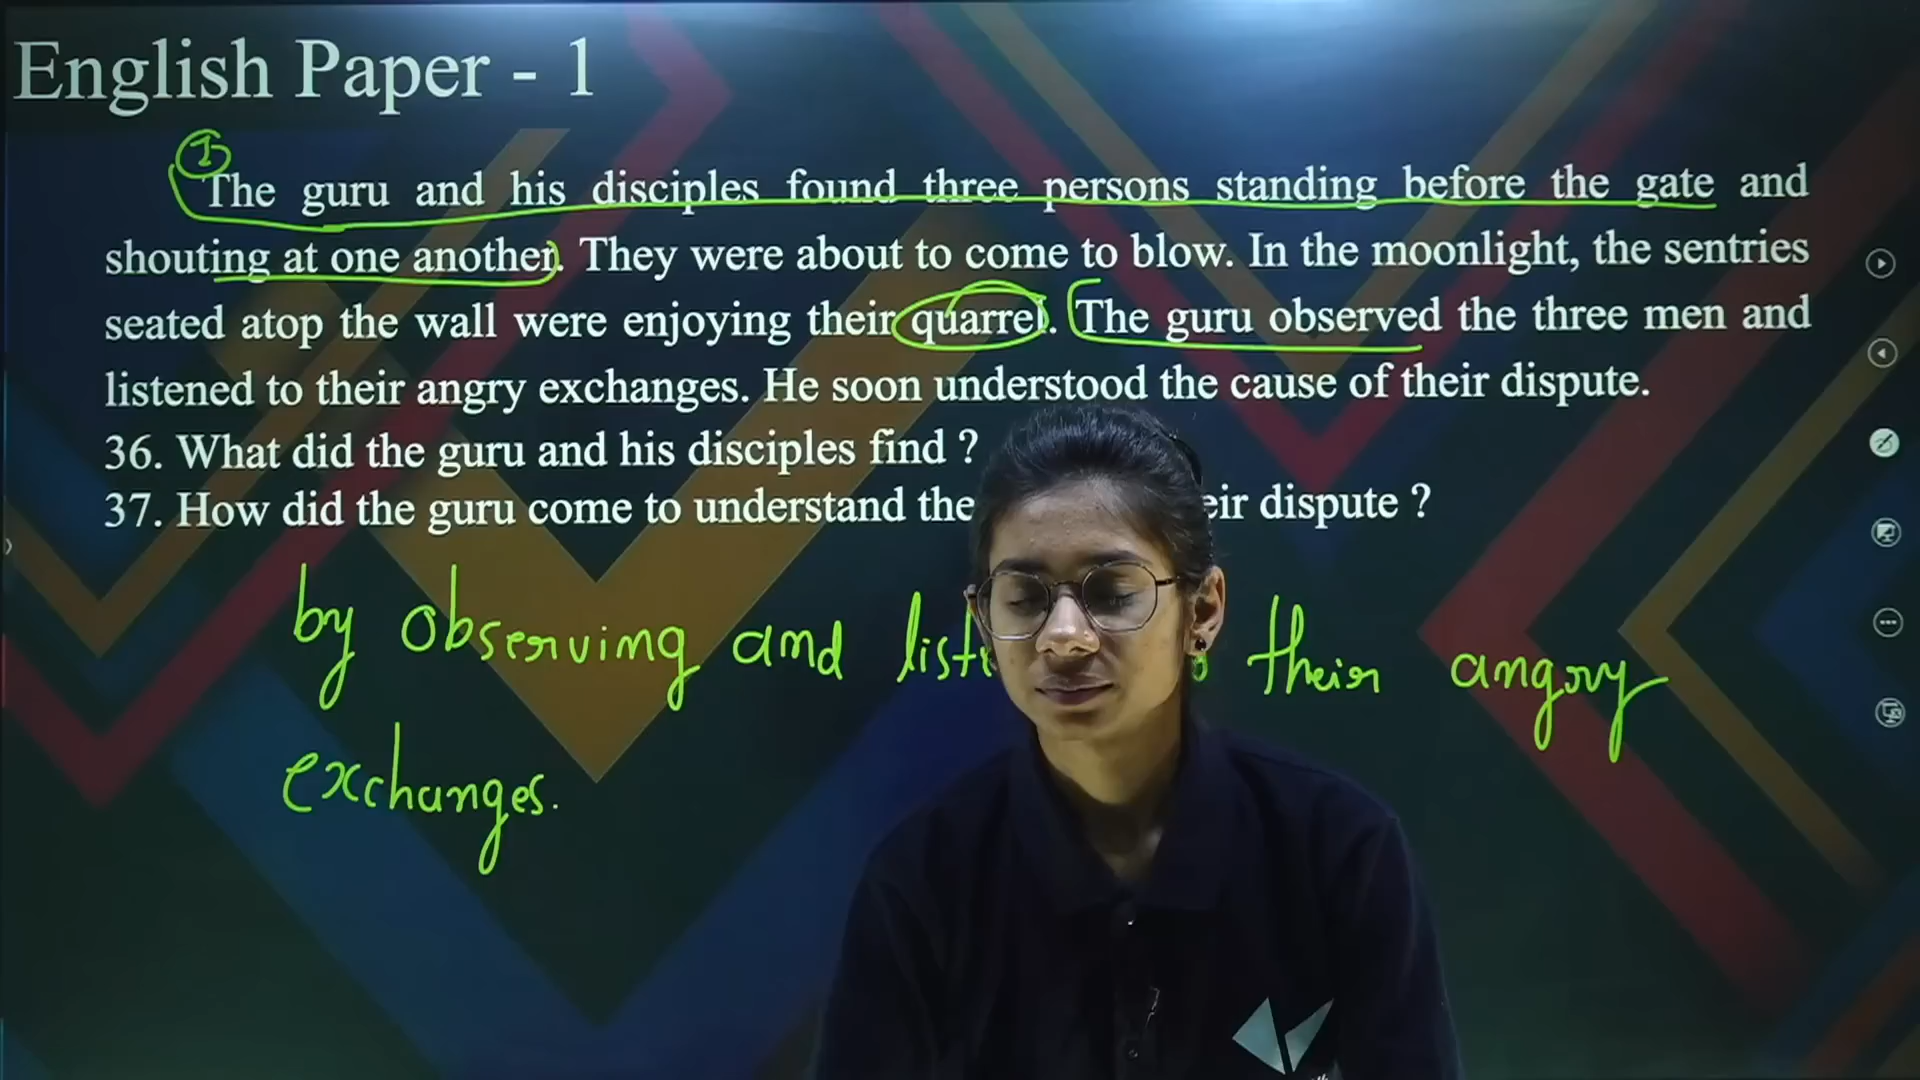 English Paper - 1
①
The guru and his disciples found three persons standing before the gate and
shouting at one another. They were about to come to blow. In the moonlight, the sentries
seated atop the wall were enjoying their quarrel. The guru observed the three men and
listened to their angry exchanges. He soon understood the cause of their dispute.
36. What did the guru and his disciples find ?
37. How did the guru come to understand the dispute ?
by observing and their angry
exchanges.